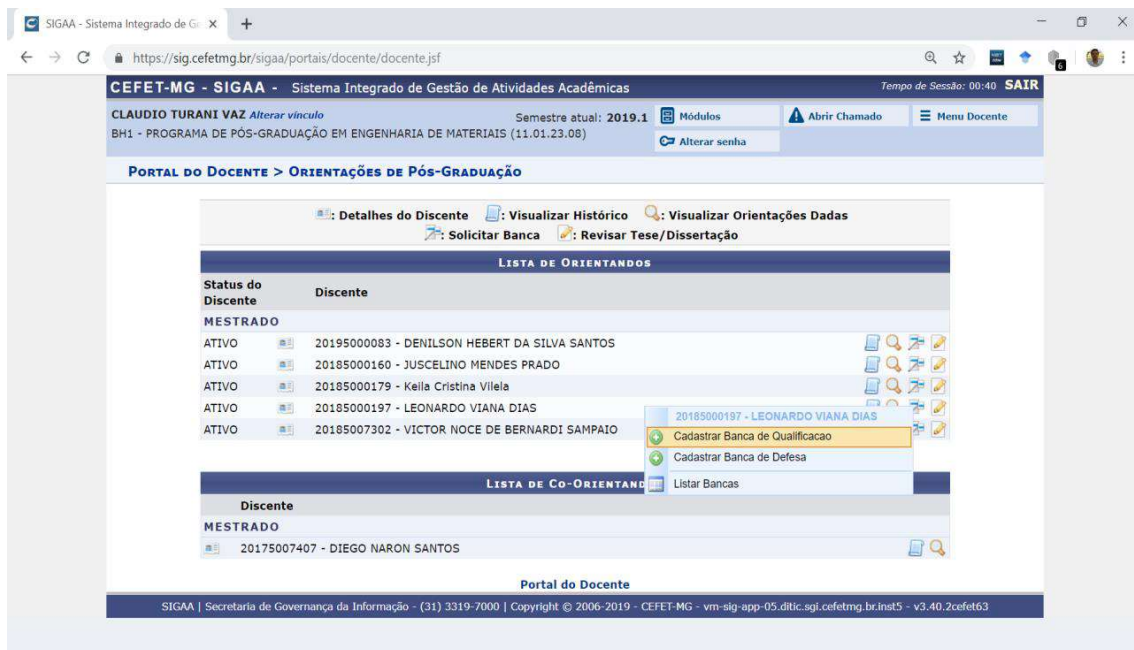 SIGAA - Sistema Integrado de G
https://sig.cefetmg.br/sigaa/portais/docente/docente.jsf
6
CEFET-MG - SIGAA - Sistema Integrado de Gestão de Atividades Acadêmicas Tempo de Sessão: 00:40 SAIR
CLAUDIO TURANI VAZ Alterar vínculo Semestre atual: 2019.1 Módulos Abrir Chamado Menu Docente
BH1 - PROGRAMA DE PÓS-GRADUAÇÃO EM ENGENHARIA DE MATERIAIS (11.01.23.08) Alterar senha
PORTAL DO DOCENTE > ORIENTAÇÕES DE PÓS-GRADUAÇÃO
: Detalhes do Discente : Visualizar Histórico : Visualizar Orientações Dadas
: Solicitar Banca : Revisar Tese/Dissertação
LISTA DE ORIENTANDOS
Status do Discente Discente
MESTRADO
ATIVO 20195000083 - DENILSON HEBERT DA SILVA SANTOS
ATIVO 20185000160 - JUSCELINO MENDES PRADO
ATIVO 20185000179 - Keila Cristina Vilela
ATIVO 20185000197 - LEONARDO VIANA DIAS
ATIVO 20185007302 - VICTOR NOCE DE BERNARDI SAMPAIO
20185000197 - LEONARDO VIANA DIAS
Cadastrar Banca de Qualificacao
Cadastrar Banca de Defesa
Listar Bancas
LISTA DE CO-ORIENTAND
Discente
MESTRADO
20175007407 - DIEGO NARON SANTOS
Portal do Docente
SIGAA | Secretaria de Governança da Informação - (31) 3319-7000 | Copyright © 2006-2019 - CEFET-MG - vm-sig-app-05.ditic.sgi.cefetmg.br.inst5 - v3.40.2cefet63